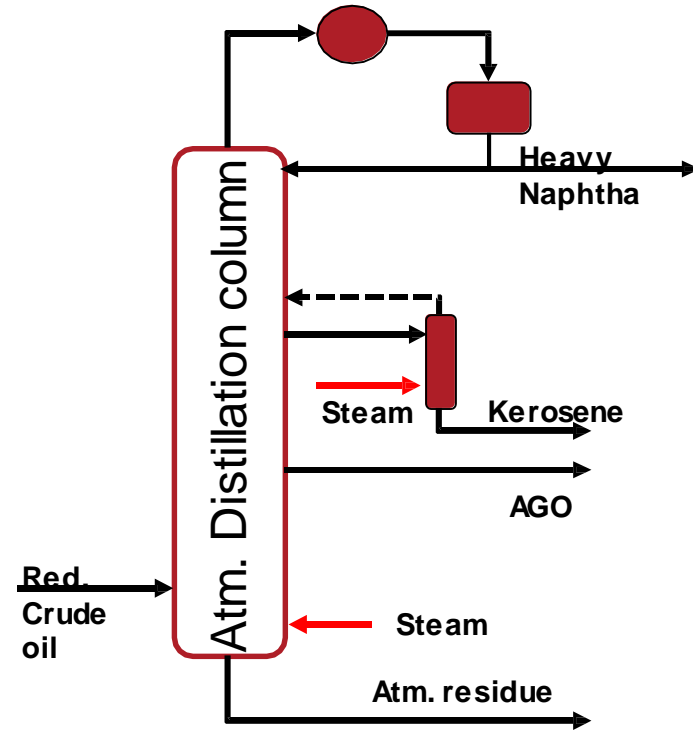 Heavy
Naphtha
Atm. Distillation column
Steam
Kerosene
AGO
Red.
Crude
oil
Steam
Atm. residue